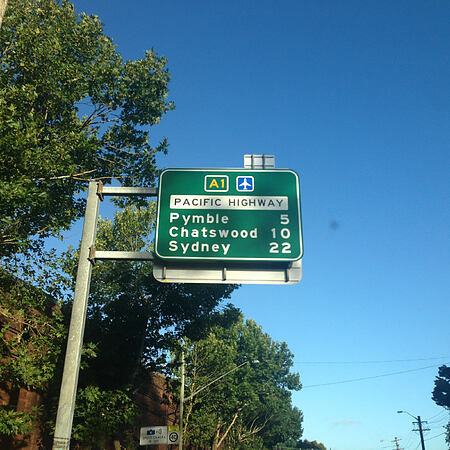 A1
PACIFIC HIGHWAY
Pymble 5
Chatswood 10
Sydney 22